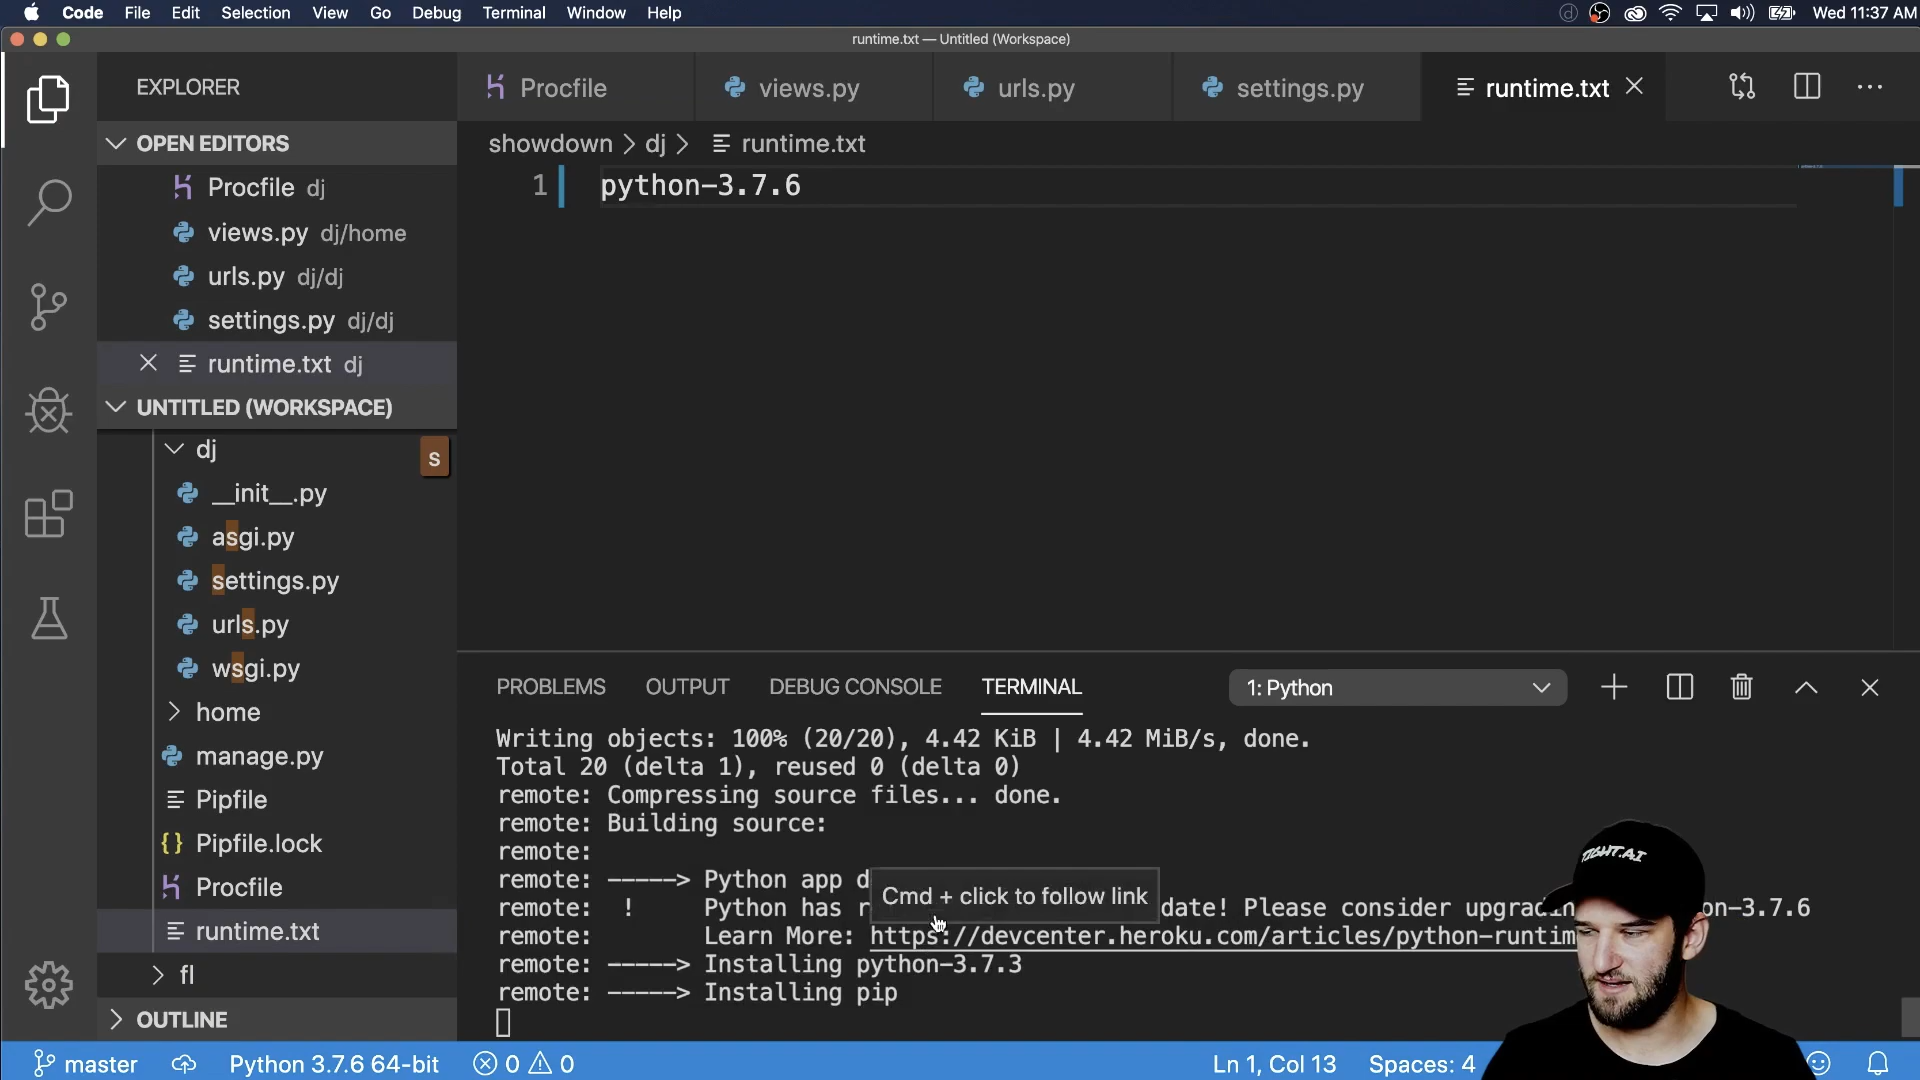 Code File Edit Selection View Go Debug Terminal Window Help
Wed 11:37 AM
runtime.txt — Untitled (Workspace)
EXPLORER
Procfile
views.py
urls.py
settings.py
runtime.txt
OPEN EDITORS
Procfile dj
views.py dj/home
urls.py dj/dj
settings.py dj/dj
runtime.txt dj
UNTITLED (WORKSPACE)
dj
s
__init__.py
asgi.py
settings.py
urls.py
wsgi.py
home
manage.py
Pipfile
Pipfile.lock
Procfile
runtime.txt
fl
OUTLINE
showdown > dj > runtime.txt
1 python-3.7.6
PROBLEMS OUTPUT DEBUG CONSOLE TERMINAL
1: Python
Writing objects: 100% (20/20), 4.42 KiB | 4.42 MiB/s, done.
Total 20 (delta 1), reused 0 (delta 0)
remote: Compressing source files... done.
remote: Building source:
remote:
remote: -----> Python app d
Cmd + click to follow link
remote: ! Python has r date! Please consider upgradin on-3.7.6
remote: Learn More: https://devcenter.heroku.com/articles/python-runtim
remote: -----> Installing python-3.7.3
remote: -----> Installing pip
master
Python 3.7.6 64-bit
0 0
Ln 1, Col 13
Spaces: 4